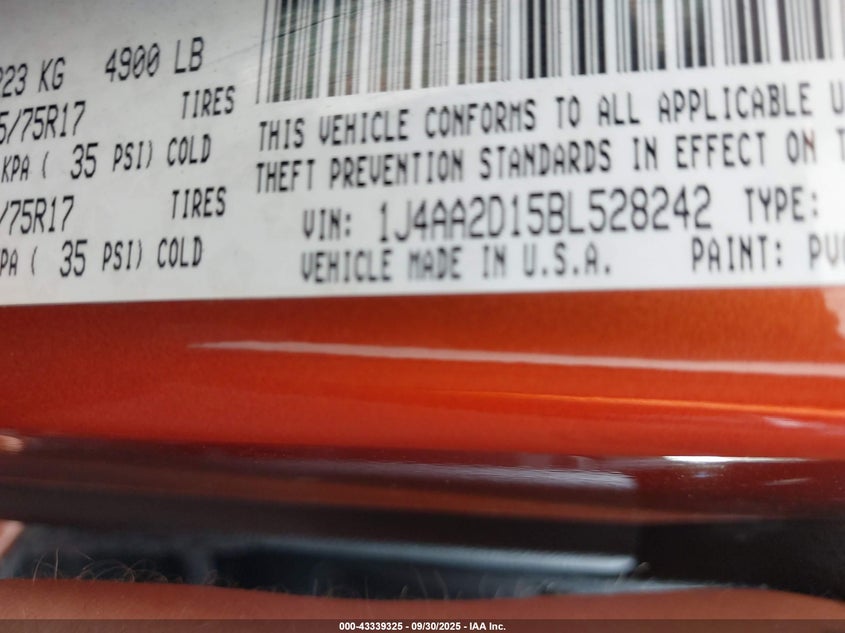 223 KG 4900 LB
5/75R17 TIRES
KPA ( 35 PSI) COLD
/75R17 TIRES
PA ( 35 PSI) COLD
THIS VEHICLE CONFORMS TO ALL APPLICABLE U
THEFT PREVENTION STANDARDS IN EFFECT ON T
VIN: 1J4AA2D15BL528242 TYPE:
VEHICLE MADE IN U.S.A. PAINT: PV
000-43339325 - 09/30/2025 - IAA Inc.